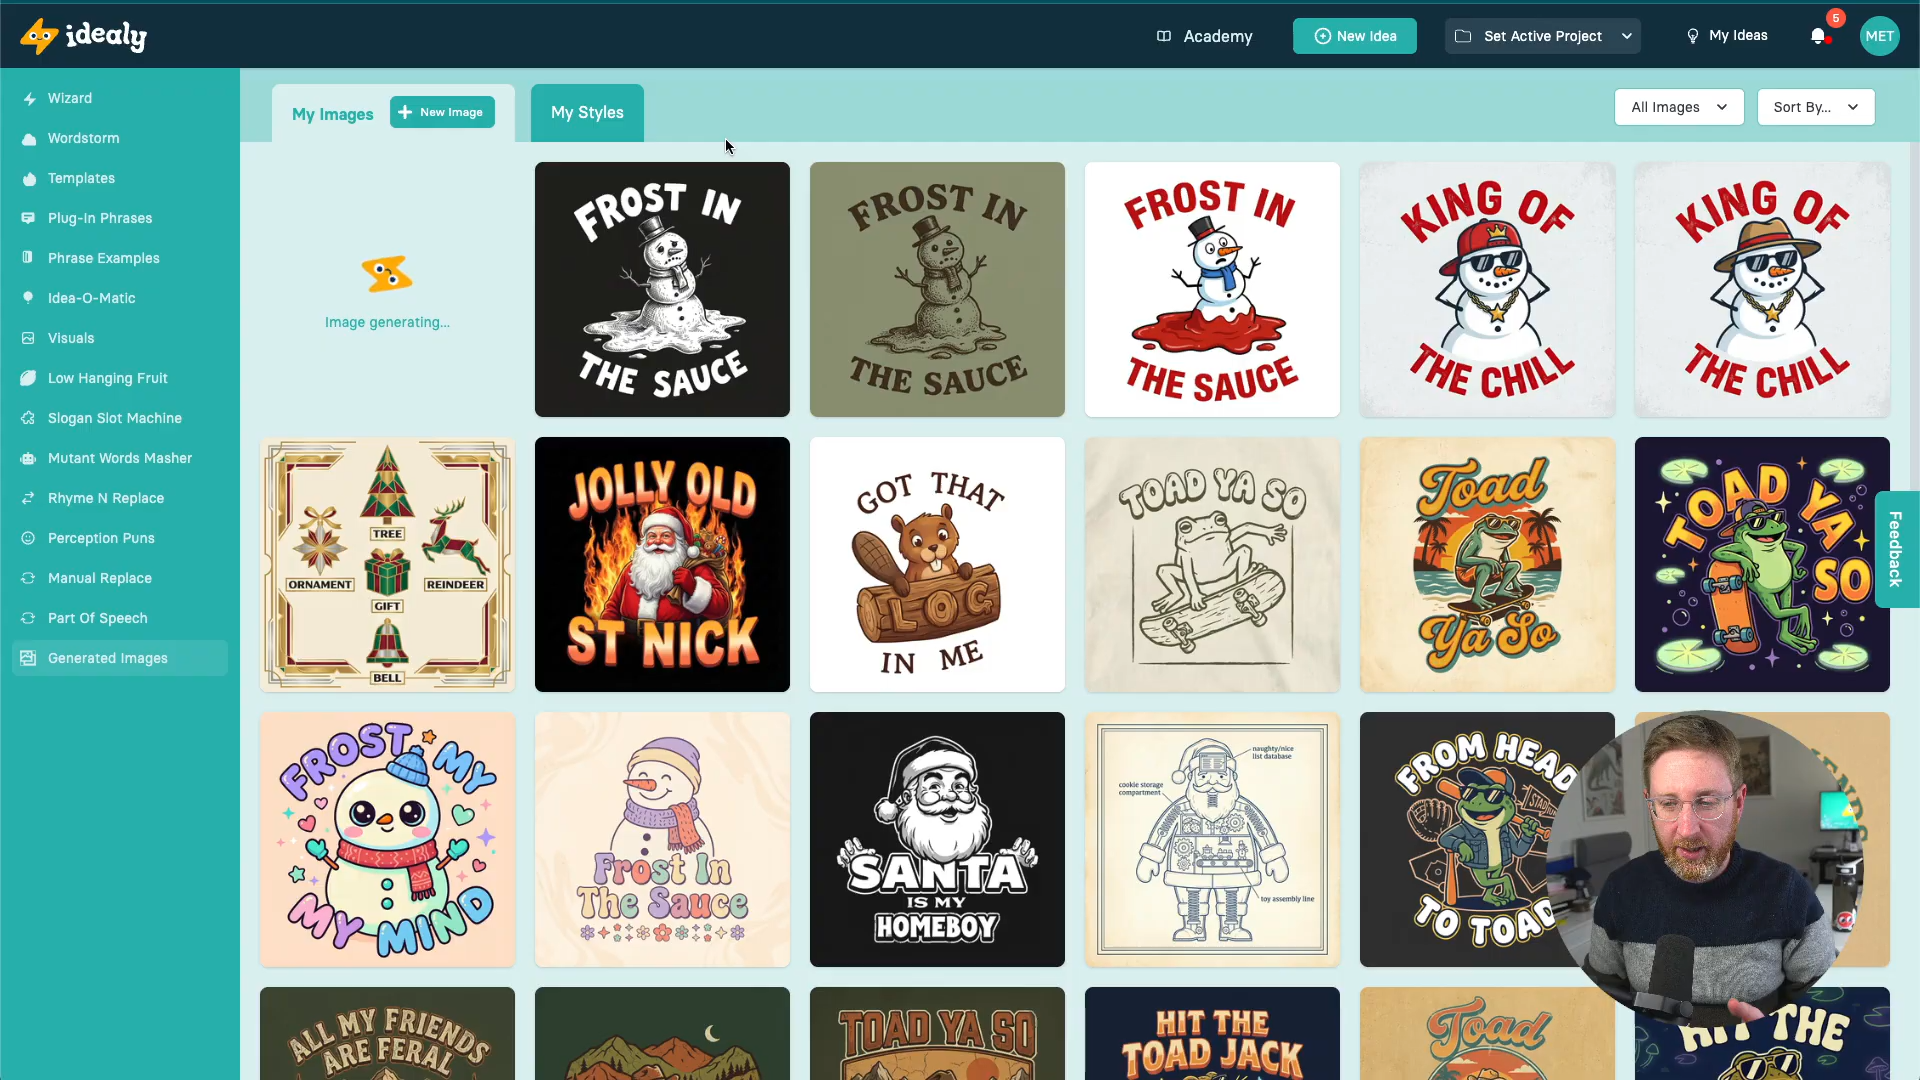 idealy
Academy
New Idea
Set Active Project
My Ideas
5
MET
Wizard
Wordstorm
Templates
Plug-In Phrases
Phrase Examples
Idea-O-Matic
Visuals
Low Hanging Fruit
Slogan Slot Machine
Mutant Words Masher
Rhyme N Replace
Perception Puns
Manual Replace
Part Of Speech
Generated Images
My Images
New Image
My Styles
All Images
Sort By...
Image generating...
FROST IN
THE SAUCE
FROST IN
THE SAUCE
FROST IN
THE SAUCE
KING OF
THE CHILL
KING OF
THE CHILL
TREE
ORNAMENT
REINDEER
GIFT
BELL
JOLLY OLD
ST NICK
GOT THAT
LOG
IN ME
TOAD YA SO
Toad
Ya So
TOAD YA
SO
Feedback
FROST MY
MY MIND
Frost In
The Sauce
SANTA
IS MY
HOMEBOY
naughty/nice
list database
cookie storage
compartment
toy assembly line
FROM HEAD
TO TOAD
ALL MY FRIENDS
ARE FERAL
TOAD YA SO
HIT THE
TOAD JACK
Toad
HIT THE